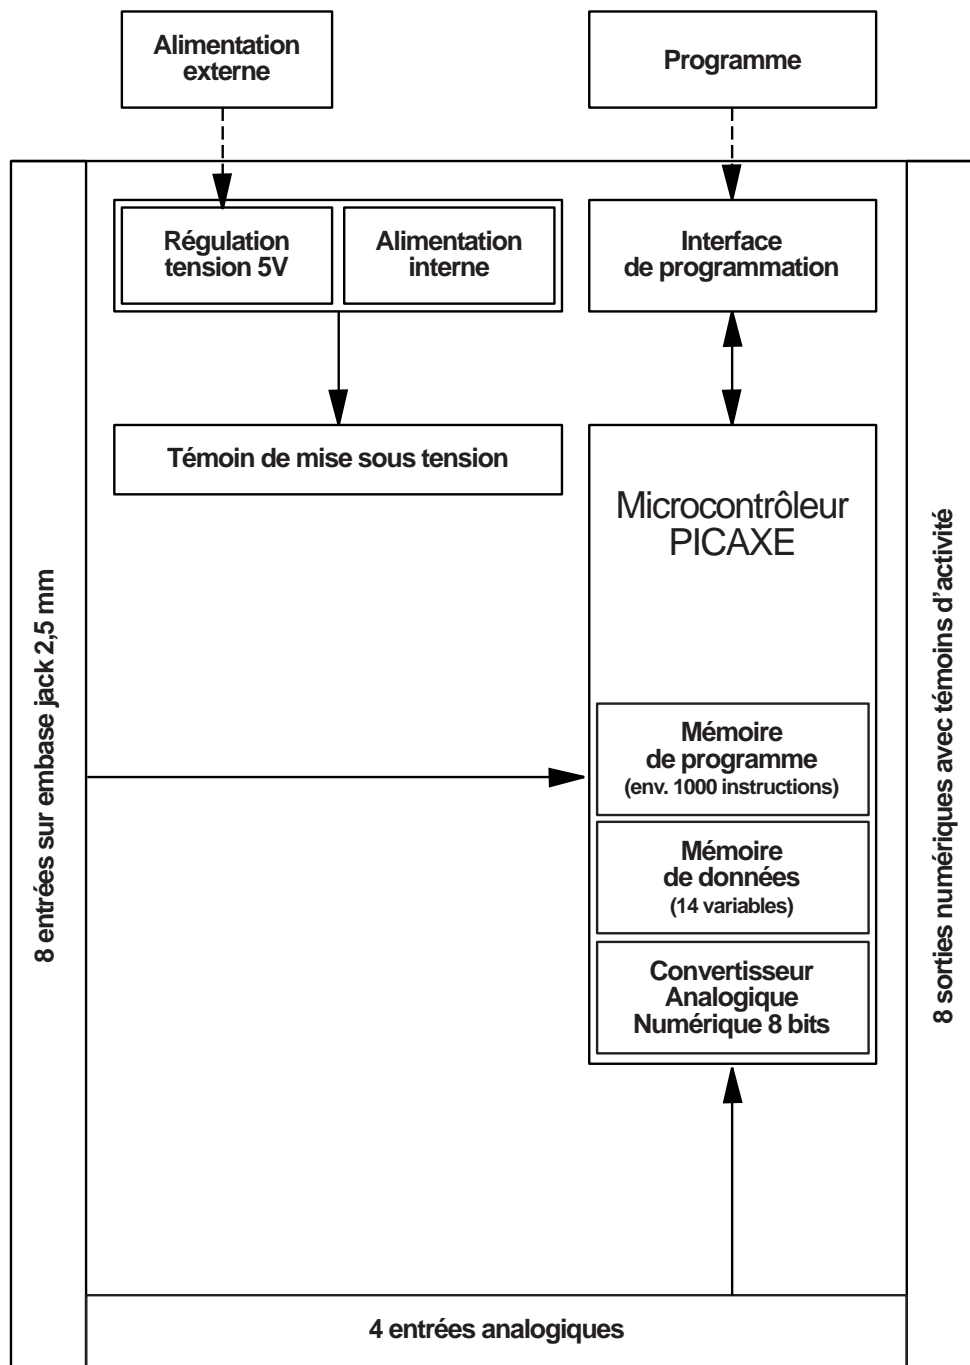 Alimentation
externe
Programme
Régulation
tension 5V
Alimentation
interne
Interface
de programmation
Témoin de mise sous tension
Microcontrôleur
PICAXE
8 entrées sur embase jack 2,5 mm
8 sorties numériques avec témoins d'activité
Mémoire
de programme
(env. 1000 instructions)
Mémoire
de données
(14 variables)
Convertisseur
Analogique
Numérique 8 bits
4 entrées analogiques